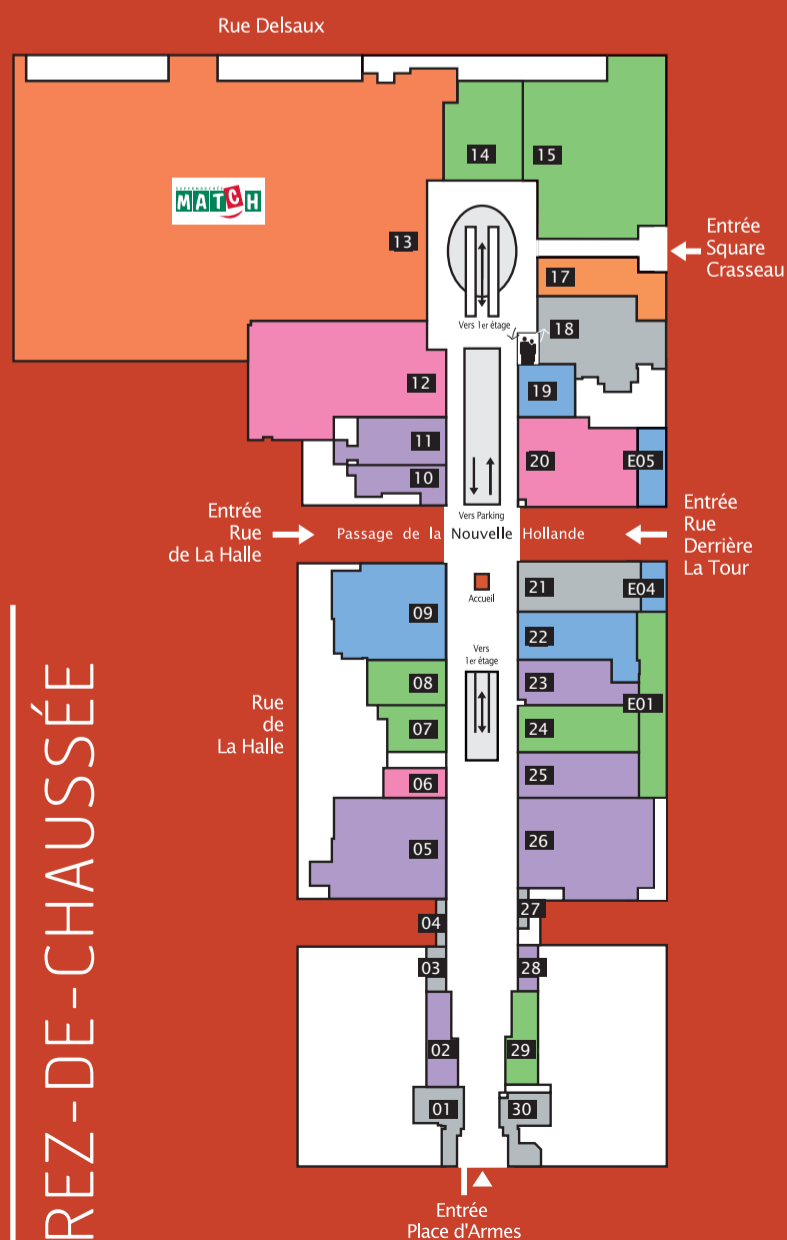 Rue Delsaux
14
15
SUPERMARCHÉS
MATCH
13
Entrée
Square
Crasseau
17
Vers 1er étage
18
12
19
11
20
E05
10
Vers Parking
Entrée
Rue
de La Halle
Passage de la Nouvelle Hollande
Entrée
Rue
Derrière
La Tour
21
E04
Accueil
09
22
Vers
1er étage
08
23
E01
Rue
de
La Halle
07
24
06
25
05
26
04
27
03
28
02
29
01
30
Entrée
Place d'Armes
REZ-DE-CHAUSSÉE